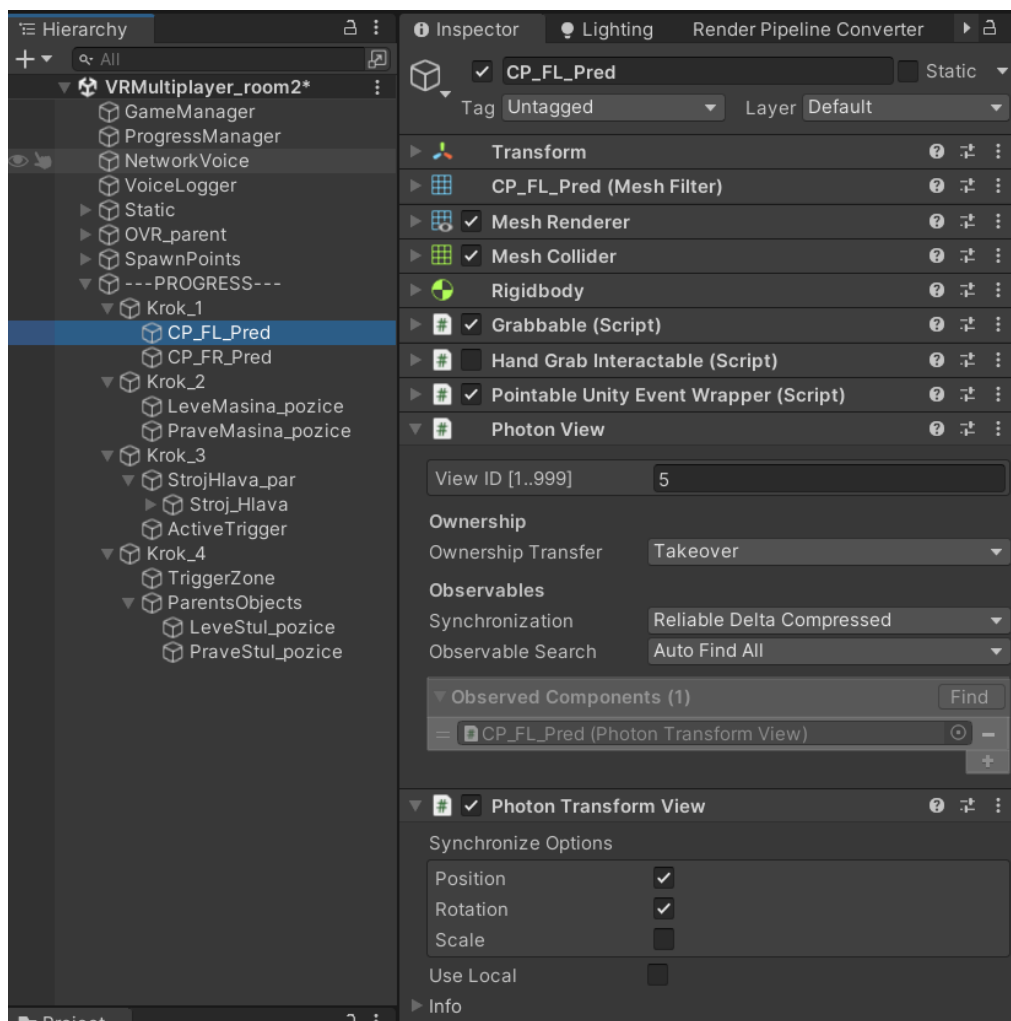 Hierarchy
All
VRMultiplayer_room2*
GameManager
ProgressManager
NetworkVoice
VoiceLogger
Static
OVR_parent
SpawnPoints
---PROGRESS---
Krok_1
CP_FL_Pred
CP_FR_Pred
Krok_2
LeveMasina_pozice
PraveMasina_pozice
Krok_3
StrojHlava_par
Stroj_Hlava
ActiveTrigger
Krok_4
TriggerZone
ParentsObjects
LeveStul_pozice
PraveStul_pozice
Inspector Lighting Render Pipeline Converter
CP_FL_Pred Static
Tag Untagged Layer Default
Transform
CP_FL_Pred (Mesh Filter)
Mesh Renderer
Mesh Collider
Rigidbody
# Grabbable (Script)
# Hand Grab Interactable (Script)
# Pointable Unity Event Wrapper (Script)
# Photon View
View ID [1..999] 5
Ownership
Ownership Transfer Takeover
Observables
Synchronization Reliable Delta Compressed
Observable Search Auto Find All
Observed Components (1) Find
CP_FL_Pred (Photon Transform View)
# Photon Transform View
Synchronize Options
Position
Rotation
Scale
Use Local
Info